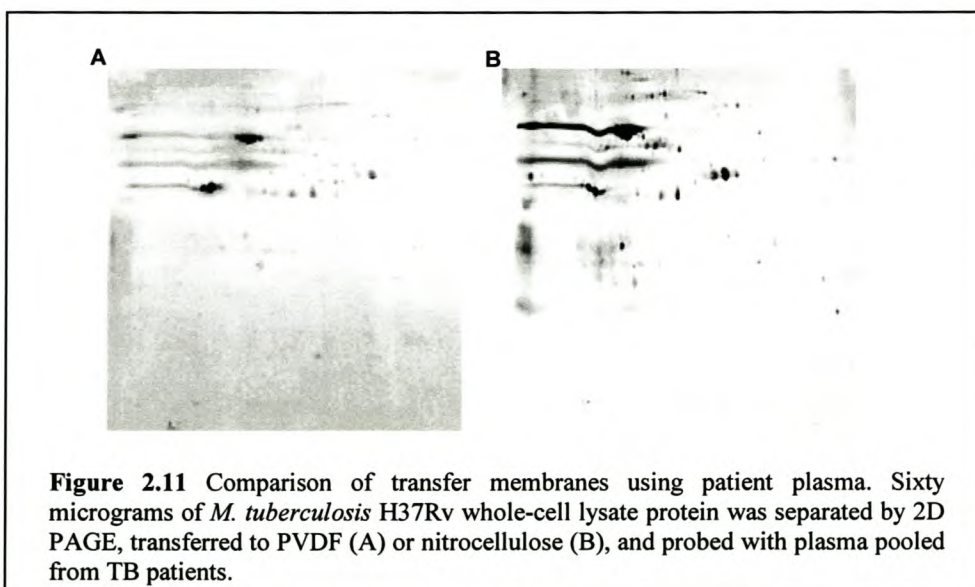 A B
Figure 2.11 Comparison of transfer membranes using patient plasma. Sixty
micrograms of M. tuberculosis H37Rv whole-cell lysate protein was separated by 2D
PAGE, transferred to PVDF (A) or nitrocellulose (B), and probed with plasma pooled
from TB patients.